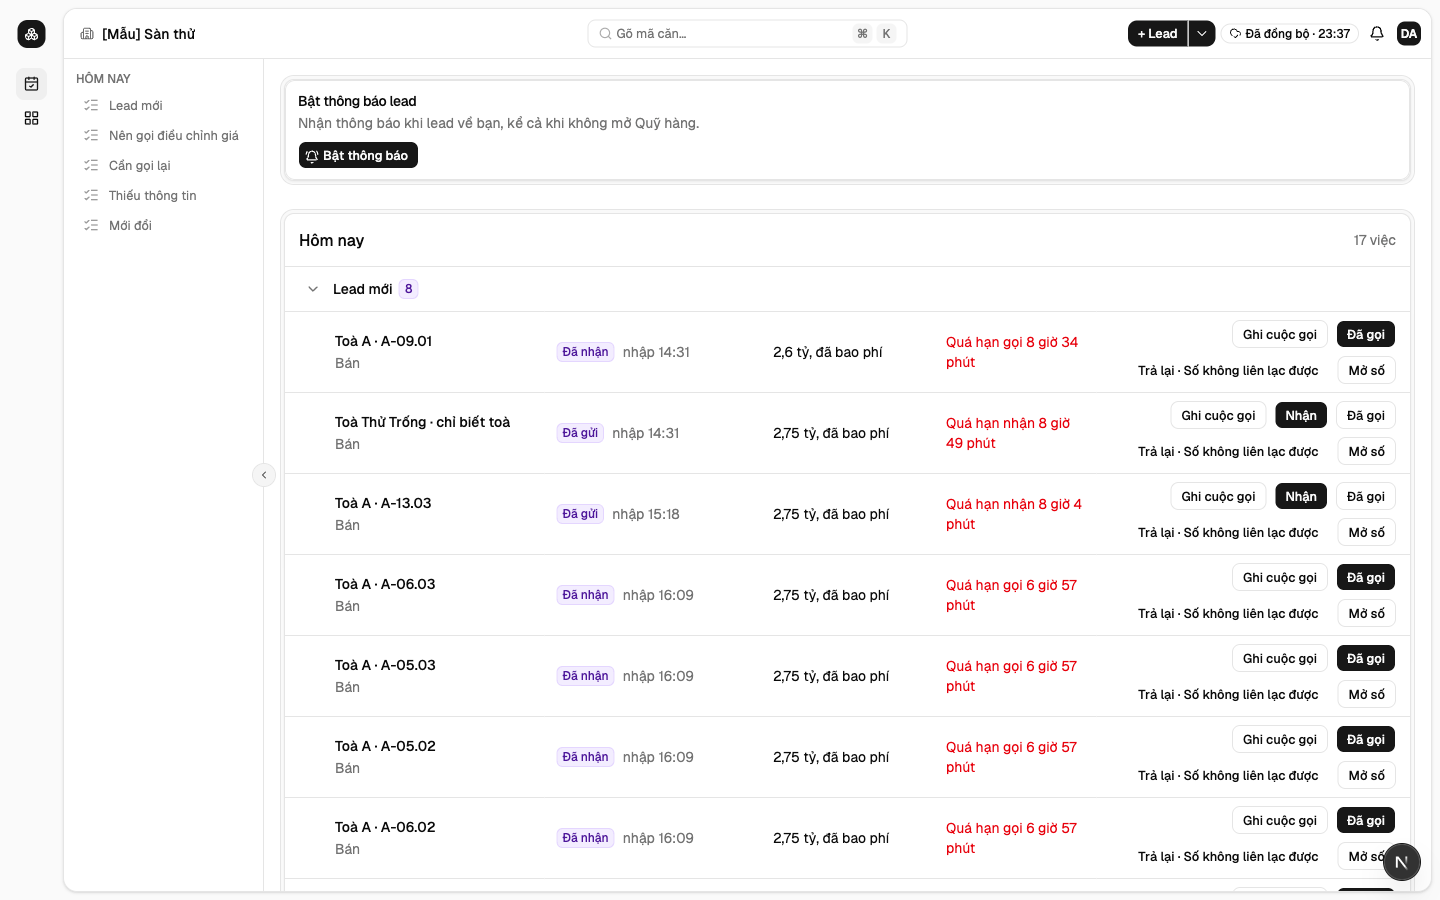 [Mẫu] Sàn thử
Gõ mã căn...
⌘ K
+ Lead
Đã đồng bộ · 23:37
DA
HÔM NAY
Lead mới
Nên gọi điều chỉnh giá
Cần gọi lại
Thiếu thông tin
Mới đổi
Bật thông báo lead
Nhận thông báo khi lead về bạn, kể cả khi không mở Quỹ hàng.
Bật thông báo
Hôm nay
17 việc
Lead mới 8
Toà A · A-09.01
Bán
Đã nhận nhập 14:31
2,6 tỷ, đã bao phí
Quá hạn gọi 8 giờ 34
phút
Ghi cuộc gọi Đã gọi
Trả lại · Số không liên lạc được Mở số
Toà Thử Trống · chỉ biết toà
Bán
Đã gửi nhập 14:31
2,75 tỷ, đã bao phí
Quá hạn nhận 8 giờ
49 phút
Ghi cuộc gọi Nhận Đã gọi
Trả lại · Số không liên lạc được Mở số
Toà A · A-13.03
Bán
Đã gửi nhập 15:18
2,75 tỷ, đã bao phí
Quá hạn nhận 8 giờ 4
phút
Ghi cuộc gọi Nhận Đã gọi
Trả lại · Số không liên lạc được Mở số
Toà A · A-06.03
Bán
Đã nhận nhập 16:09
2,75 tỷ, đã bao phí
Quá hạn gọi 6 giờ 57
phút
Ghi cuộc gọi Đã gọi
Trả lại · Số không liên lạc được Mở số
Toà A · A-05.03
Bán
Đã nhận nhập 16:09
2,75 tỷ, đã bao phí
Quá hạn gọi 6 giờ 57
phút
Ghi cuộc gọi Đã gọi
Trả lại · Số không liên lạc được Mở số
Toà A · A-05.02
Bán
Đã nhận nhập 16:09
2,75 tỷ, đã bao phí
Quá hạn gọi 6 giờ 57
phút
Ghi cuộc gọi Đã gọi
Trả lại · Số không liên lạc được Mở số
Toà A · A-06.02
Bán
Đã nhận nhập 16:09
2,75 tỷ, đã bao phí
Quá hạn gọi 6 giờ 57
phút
Ghi cuộc gọi Đã gọi
Trả lại · Số không liên lạc được Mở số
N